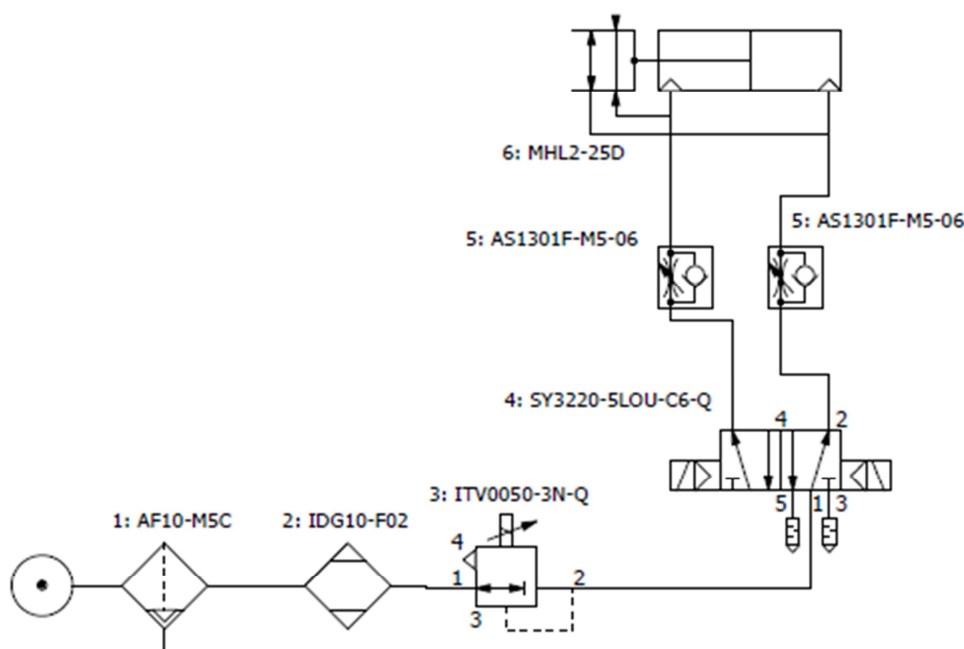 6: MHL2-25D
5: AS1301F-M5-06
5: AS1301F-M5-06
4: SY3220-5LOU-C6-Q
4 2
5 1 3
3: ITV0050-3N-Q
1: AF10-M5C
2: IDG10-F02
4
1 2
3